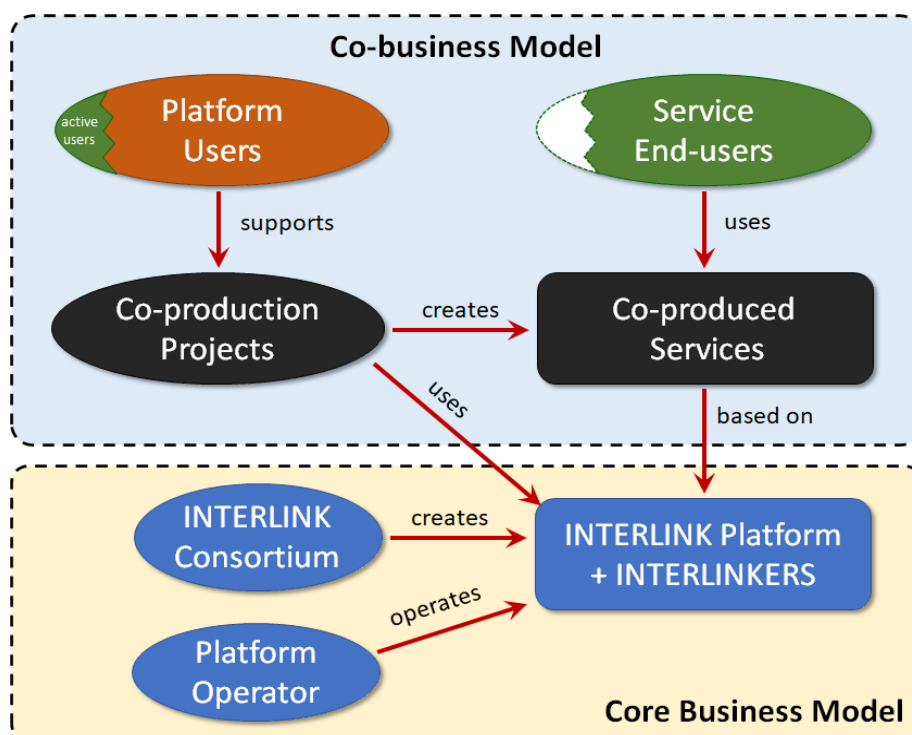 Co-business Model
active
users
Platform
Users
Service
End-users
supports
uses
Co-production
Projects
creates
Co-produced
Services
uses
based on
INTERLINK
Consortium
creates
INTERLINK Platform
+ INTERLINKERS
operates
Platform
Operator
Core Business Model